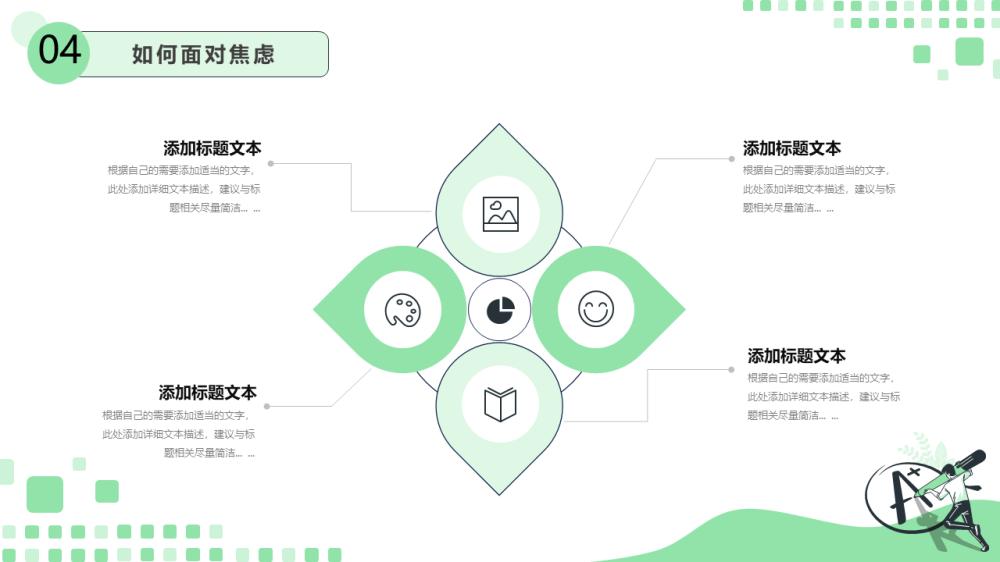 04
如何面对焦虑
添加标题文本
根据自己的需要添加适当的文字，
此处添加详细文本描述，建议与标
题相关尽量简洁... ...
添加标题文本
根据自己的需要添加适当的文字，
此处添加详细文本描述，建议与标
题相关尽量简洁... ...
添加标题文本
根据自己的需要添加适当的文字，
此处添加详细文本描述，建议与标
题相关尽量简洁... ...
添加标题文本
根据自己的需要添加适当的文字，
此处添加详细文本描述，建议与标
题相关尽量简洁... ...
A+